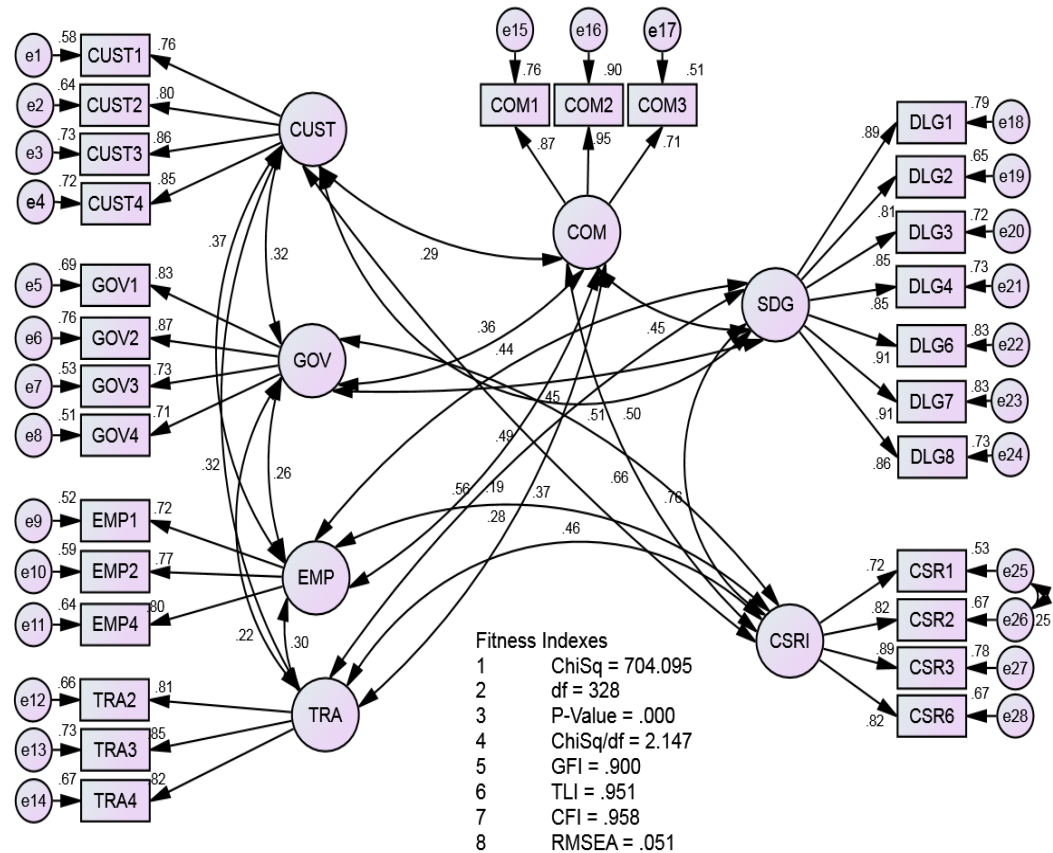 e1
.58
CUST1
.76
e2
.64
CUST2
.80
e3
.73
CUST3
.86
e4
.72
CUST4
.85
CUST
e15
e16
e17
.76
.90
.51
COM1
COM2
COM3
.87
.95
.71
COM
DLG1
.79
e18
.89
DLG2
.65
e19
.81
DLG3
.72
e20
.85
DLG4
.73
e21
.85
DLG6
.83
e22
.91
DLG7
.83
e23
.91
DLG8
.73
e24
.86
SDG
e5
.69
GOV1
.83
e6
.76
GOV2
.87
e7
.53
GOV3
.73
e8
.51
GOV4
.71
GOV
.37
.32
.29
.36
.44
.45
.45
.51
.50
.49
.66
.76
.32
.26
.56
.19
.37
.28
.46
.22
.30
e9
.52
EMP1
.72
e10
.59
EMP2
.77
e11
.64
EMP4
.80
EMP
e12
.66
TRA2
.81
e13
.73
TRA3
.85
e14
.67
TRA4
.82
TRA
CSRI
.72
CSR1
.53
e25
.82
CSR2
.67
e26
25
.89
CSR3
.78
e27
.82
CSR6
.67
e28
Fitness Indexes
1 ChiSq = 704.095
2 df = 328
3 P-Value = .000
4 ChiSq/df = 2.147
5 GFI = .900
6 TLI = .951
7 CFI = .958
8 RMSEA = .051